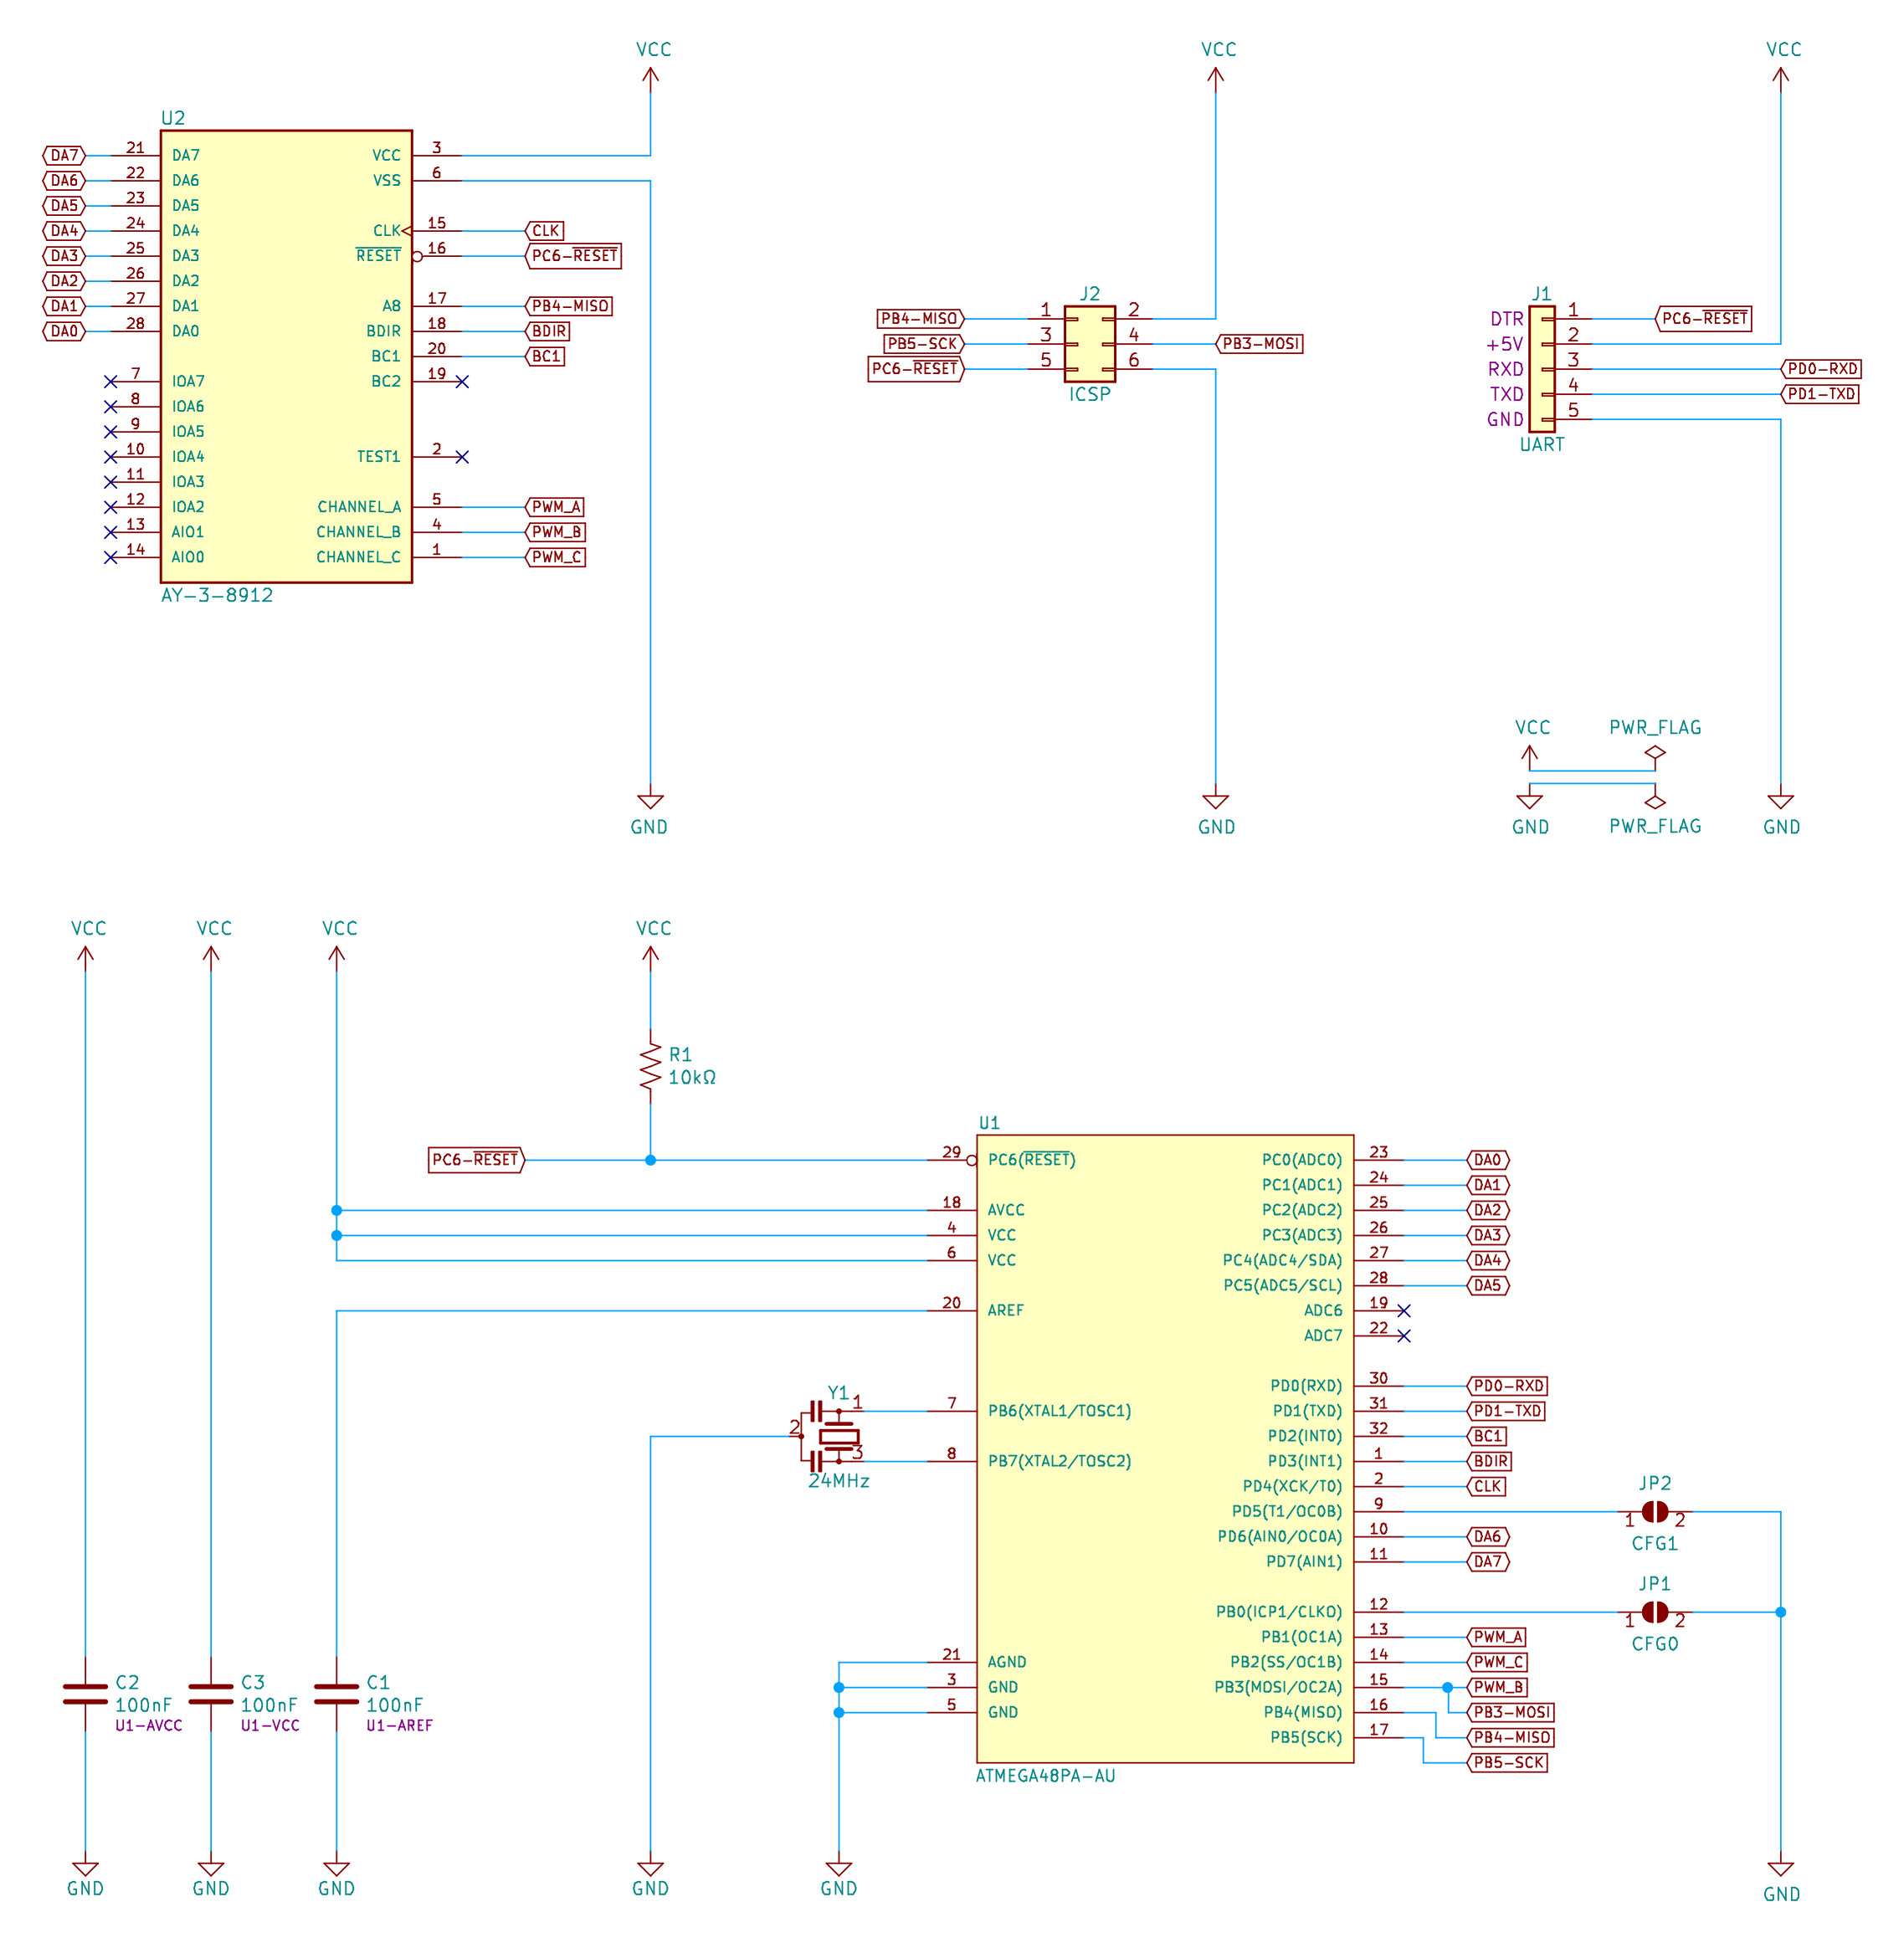 VCC
VCC
VCC
U2
DA7 21 DA7 VCC 3
DA6 22 DA6 VSS 6
DA5 23 DA5
DA4 24 DA4 CLK 15 CLK
DA3 25 DA3 RESET 16 PC6-RESET
DA2 26 DA2
DA1 27 DA1 A8 17 PB4-MISO
DA0 28 DA0 BDIR 18 BDIR
BC1 20 BC1
7 IOA7 BC2 19
8 IOA6
9 IOA5
10 IOA4 TEST1 2
11 IOA3
12 IOA2 CHANNEL_A 5 PWM_A
13 AIO1 CHANNEL_B 4 PWM_B
14 AIO0 CHANNEL_C 1 PWM_C
AY-3-8912
GND
J2
PB4-MISO 1 2
PB5-SCK 3 4 PB3-MOSI
PC6-RESET 5 6
ICSP
GND
J1
DTR 1 PC6-RESET
+5V 2
RXD 3 PD0-RXD
TXD 4 PD1-TXD
GND 5
UART
VCC PWR_FLAG
GND PWR_FLAG
GND
VCC
VCC
VCC
VCC
R1
10kΩ
U1
PC6-RESET 29 PC6(RESET) PC0(ADC0) 23 DA0
PC1(ADC1) 24 DA1
18 AVCC PC2(ADC2) 25 DA2
4 VCC PC3(ADC3) 26 DA3
6 VCC PC4(ADC4/SDA) 27 DA4
PC5(ADC5/SCL) 28 DA5
20 AREF ADC6 19
ADC7 22
PD0(RXD) 30 PD0-RXD
Y1
1 7 PB6(XTAL1/TOSC1) PD1(TXD) 31 PD1-TXD
2 PD2(INT0) 32 BC1
3 8 PB7(XTAL2/TOSC2) PD3(INT1) 1 BDIR
24MHz
PD4(XCK/T0) 2 CLK
JP2
PD5(T1/OC0B) 9 1 2
CFG1
PD6(AIN0/OC0A) 10 DA6
PD7(AIN1) 11 DA7
JP1
PB0(ICP1/CLKO) 12 1 2
CFG0
PB1(OC1A) 13 PWM_A
21 AGND PB2(SS/OC1B) 14 PWM_C
3 GND PB3(MOSI/OC2A) 15 PWM_B
PB3-MOSI
5 GND PB4(MISO) 16 PB4-MISO
PB5(SCK) 17 PB5-SCK
ATMEGA48PA-AU
C2
100nF
U1-AVCC
C3
100nF
U1-VCC
C1
100nF
U1-AREF
GND
GND
GND
GND
GND
GND